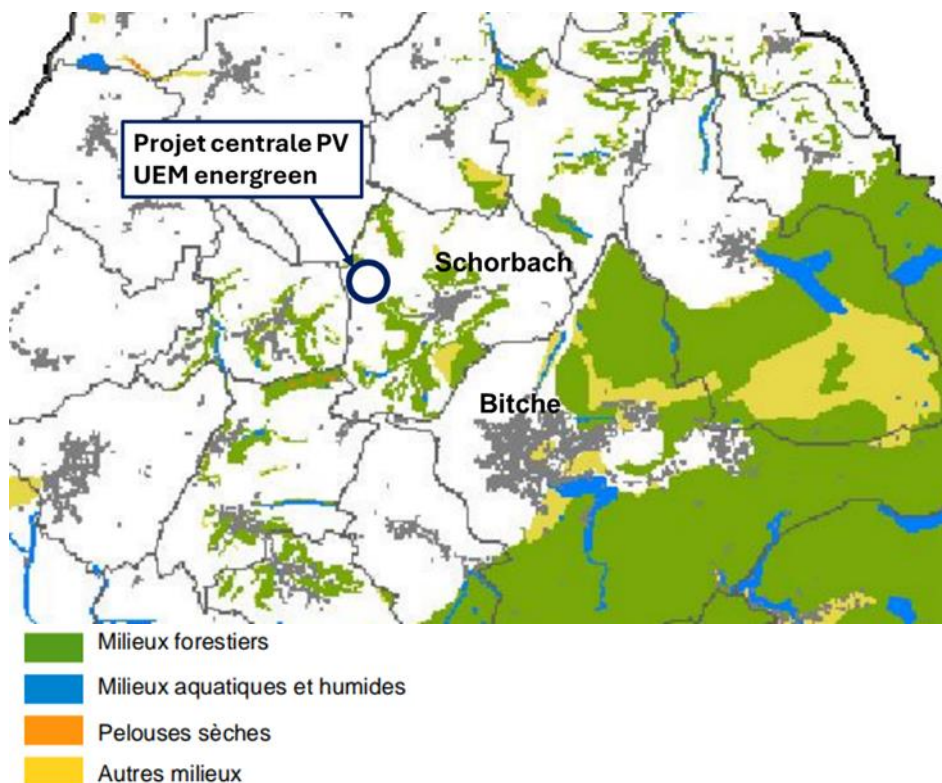 Projet centrale PV
UEM energreen
Schorbach
Bitche
Milieux forestiers
Milieux aquatiques et humides
Pelouses sèches
Autres milieux